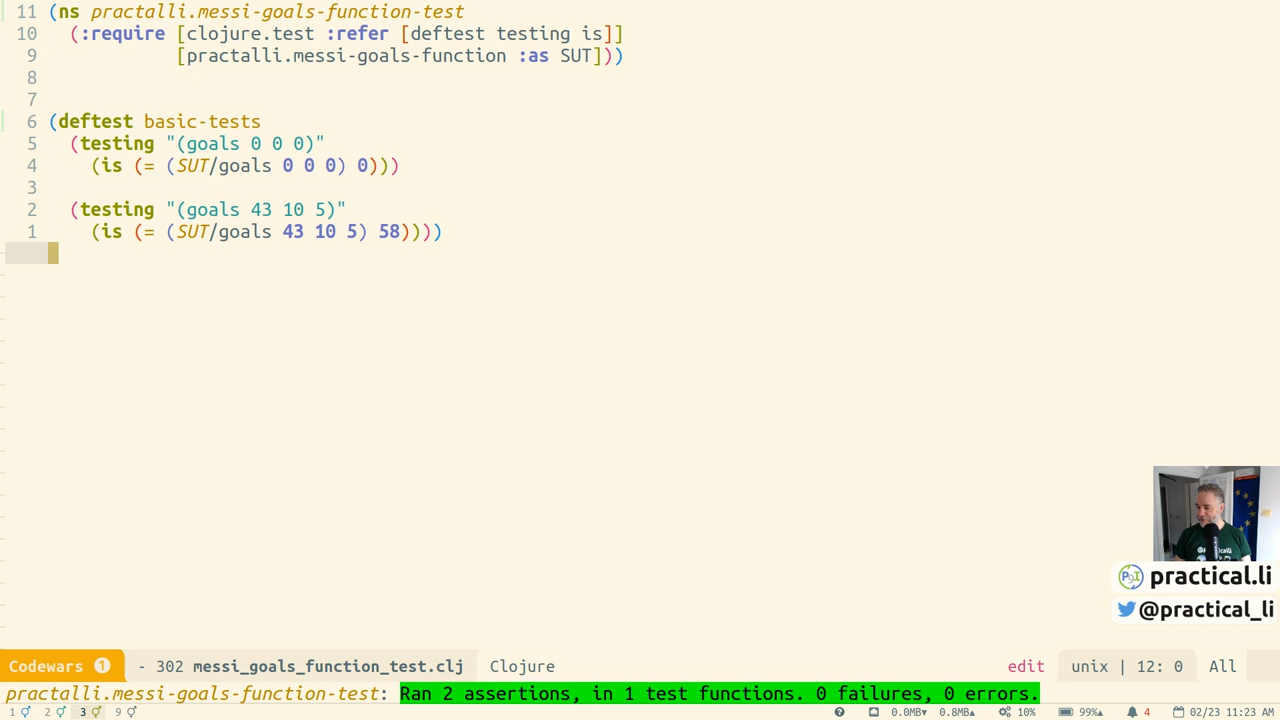 11 (ns practalli.messi-goals-function-test
10 (:require [clojure.test :refer [deftest testing is]]
9 [practalli.messi-goals-function :as SUT]))
8
7
6 (deftest basic-tests
5 (testing "(goals 0 0 0)"
4 (is (= (SUT/goals 0 0 0) 0)))
3
2 (testing "(goals 43 10 5)"
1 (is (= (SUT/goals 43 10 5) 58))))
practical.li
@practical_li
Codewars 1 - 302 messi_goals_function_test.clj Clojure edit unix | 12: 0 All
practalli.messi-goals-function-test: Ran 2 assertions, in 1 test functions. 0 failures, 0 errors.
1 2 3 9 0.0MB▾ 0.8MB▴ 10% 99%▴ 4 02/23 11:23 AM